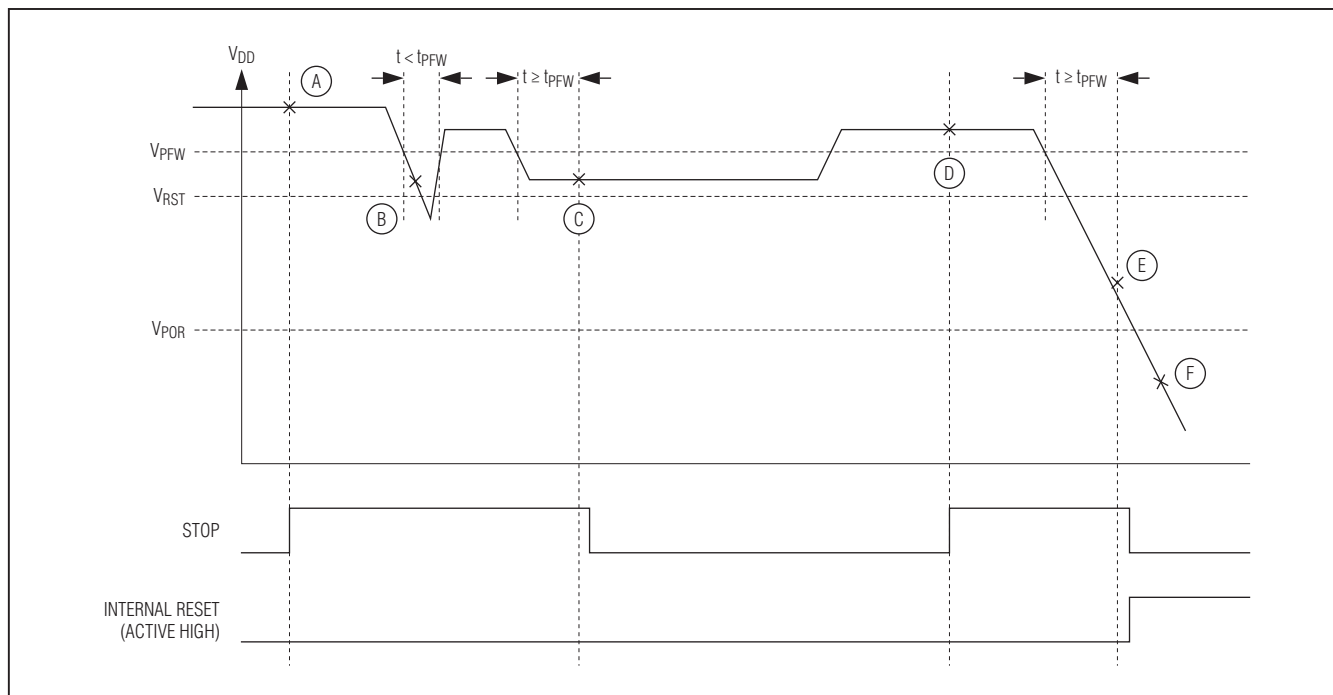 VDD
t < tPFW
t ≥ tPFW
t ≥ tPFW
A
VPFW
VRST
B
C
D
E
VPOR
F
STOP
INTERNAL RESET
(ACTIVE HIGH)